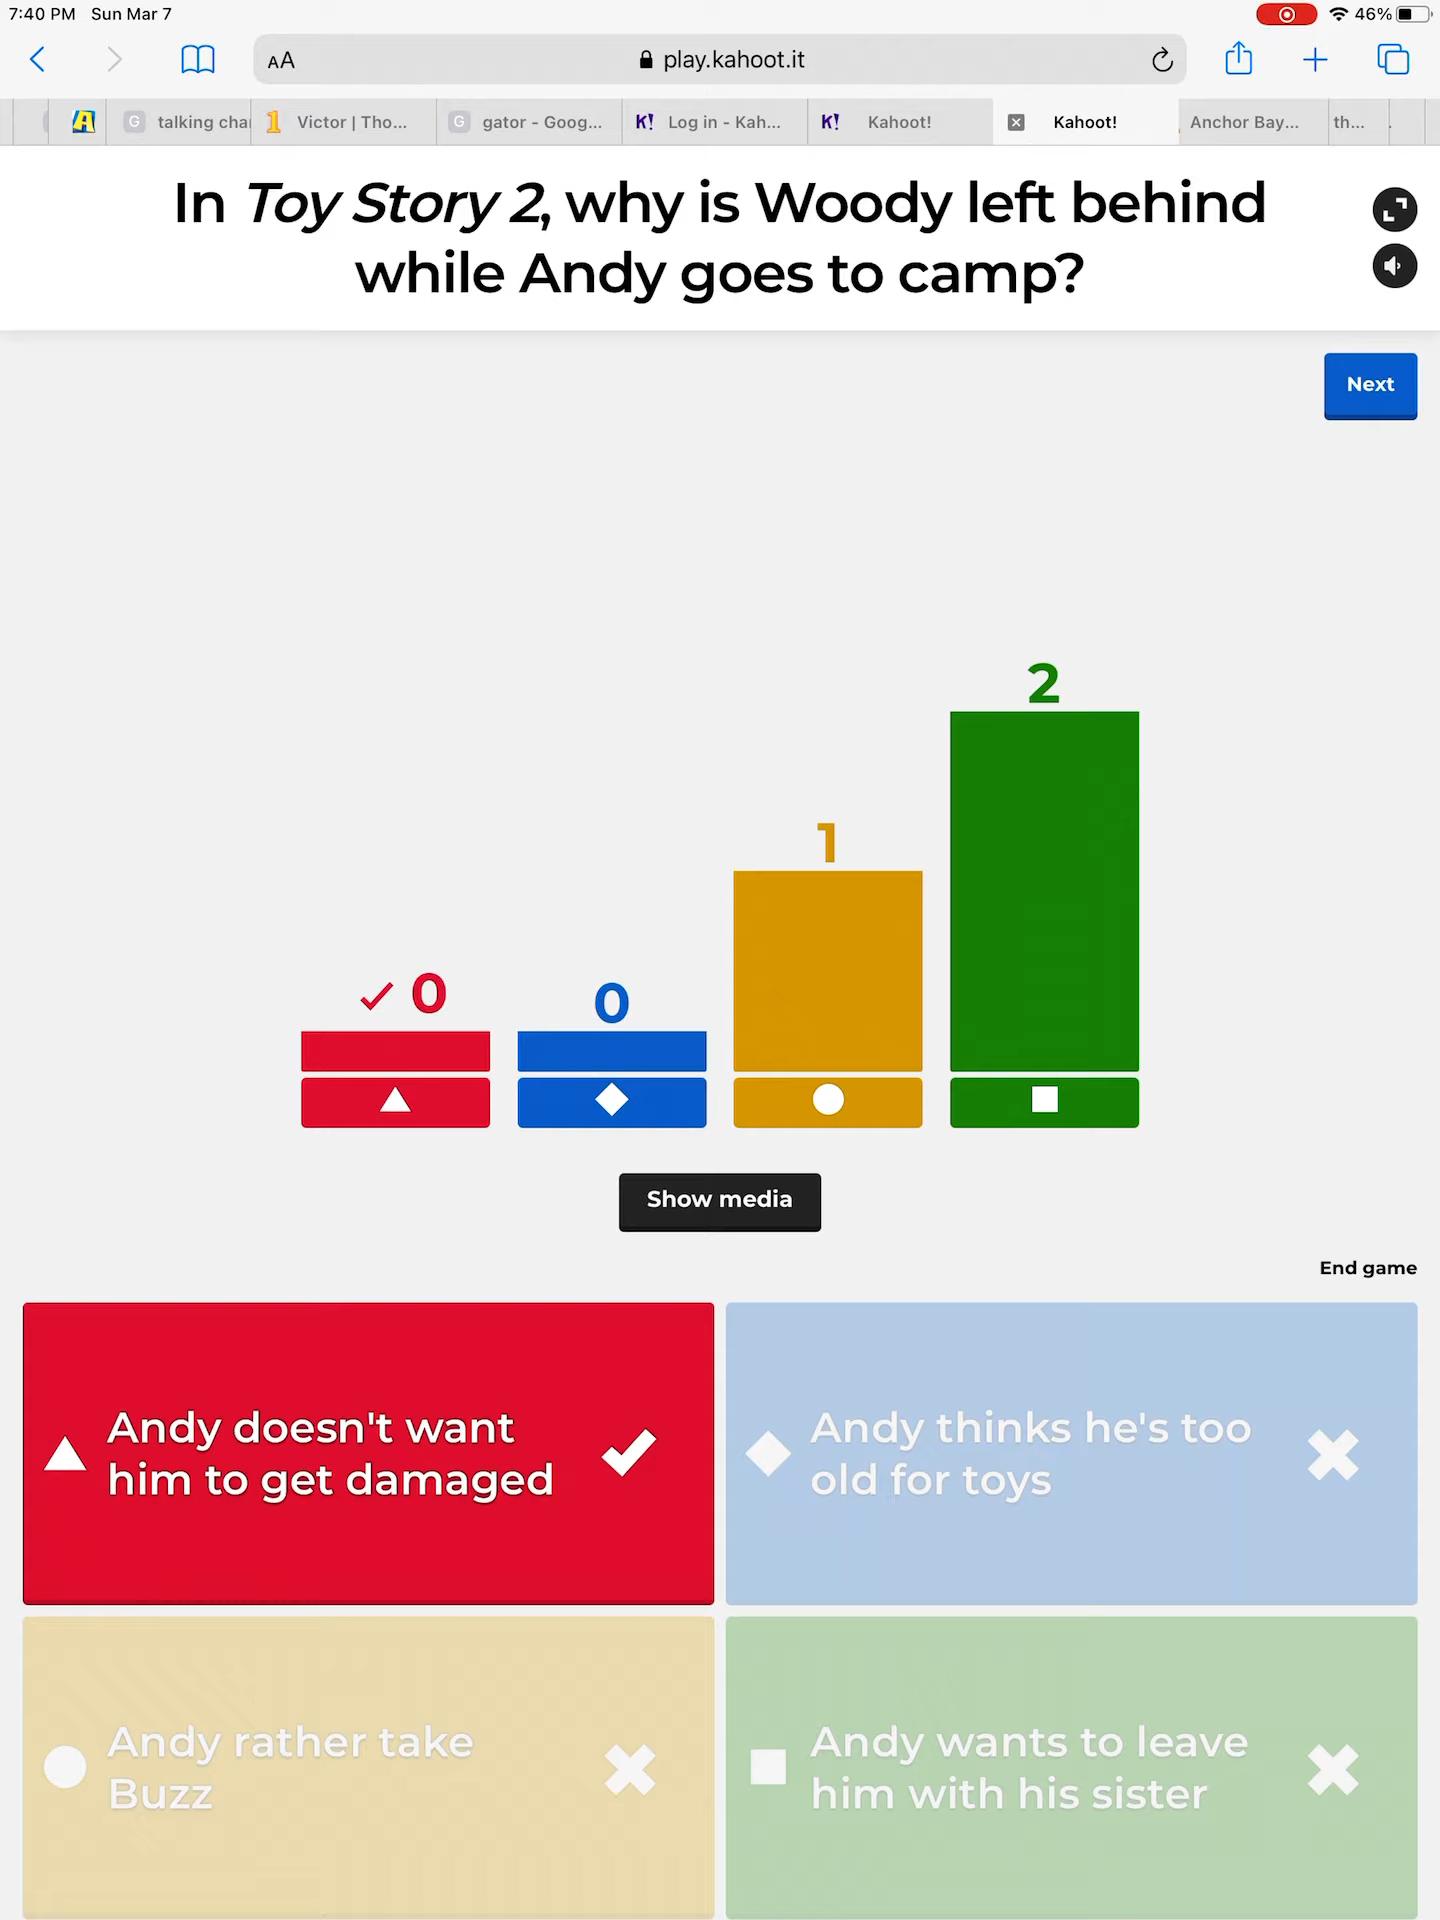 7:40 PM Sun Mar 7
46%
AA play.kahoot.it
A G talking cha 1 Victor | Tho... G gator - Goog... K! Log in - Kah... K! Kahoot! Kahoot! Anchor Bay... th...
In Toy Story 2, why is Woody left behind
while Andy goes to camp?
Next
2
1
0
0
Show media
End game
Andy doesn't want
him to get damaged
Andy thinks he's too
old for toys
Andy rather take
Buzz
Andy wants to leave
him with his sister